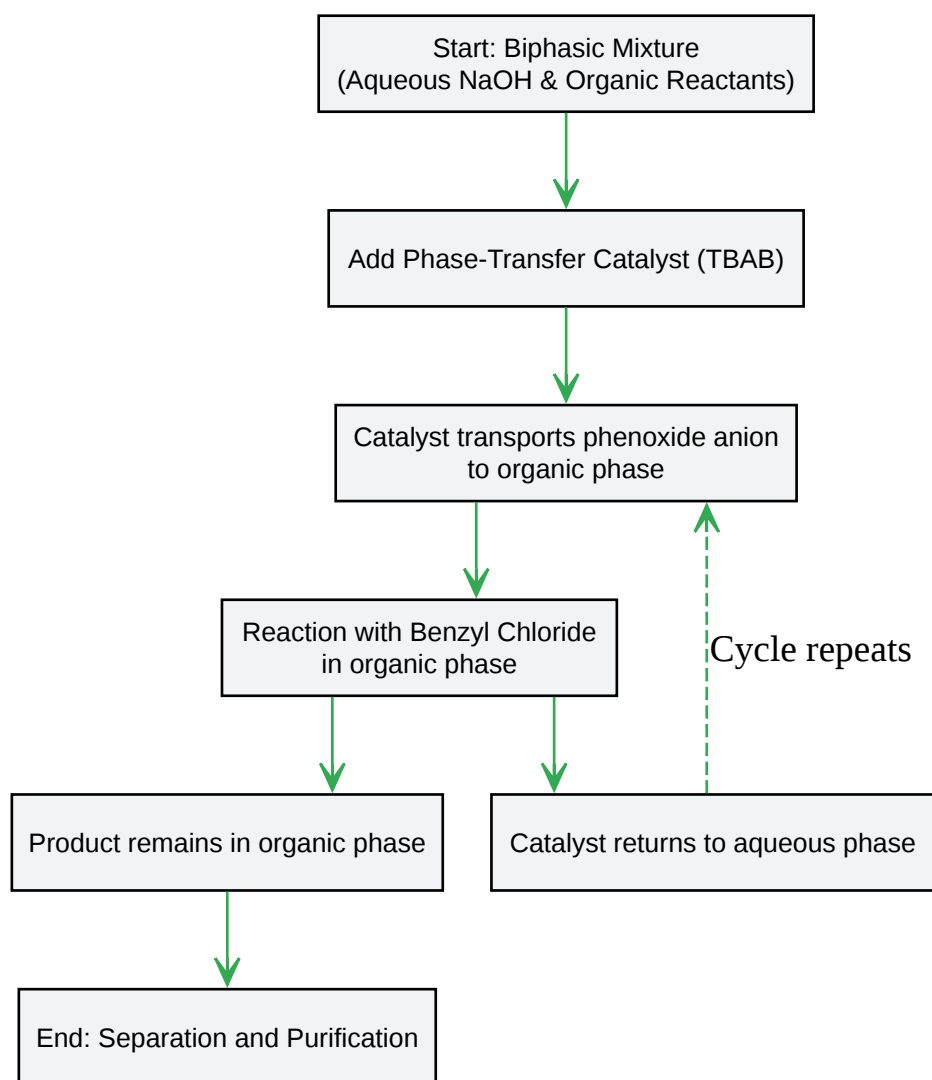 Start: Biphasic Mixture
(Aqueous NaOH & Organic Reactants)
Add Phase-Transfer Catalyst (TBAB)
Catalyst transports phenoxide anion
to organic phase
Reaction with Benzyl Chloride
in organic phase
Cycle repeats
Product remains in organic phase
Catalyst returns to aqueous phase
End: Separation and Purification